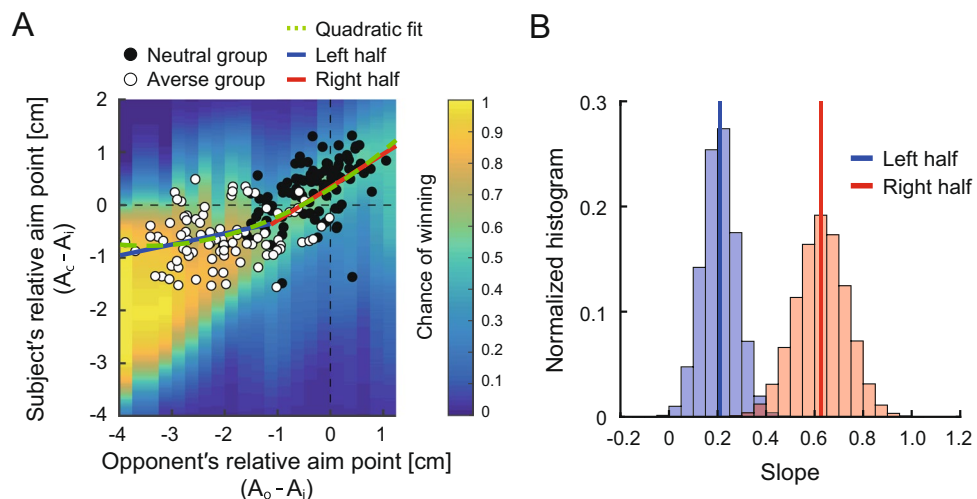 A
Quadratic fit
Neutral group
Left half
Averse group
Right half
Subject's relative aim point [cm]
(A_c - A_i)
2
1
0
-1
-2
-3
-4
-4
-3
-2
-1
0
1
Opponent's relative aim point [cm]
(A_o - A_i)
1
0.9
0.8
0.7
0.6
0.5
0.4
0.3
0.2
0.1
0
Chance of winning
B
Left half
Right half
Normalized histogram
0.3
0.2
0.1
0
-0.2
0
0.2
0.4
0.6
0.8
1.0
1.2
Slope